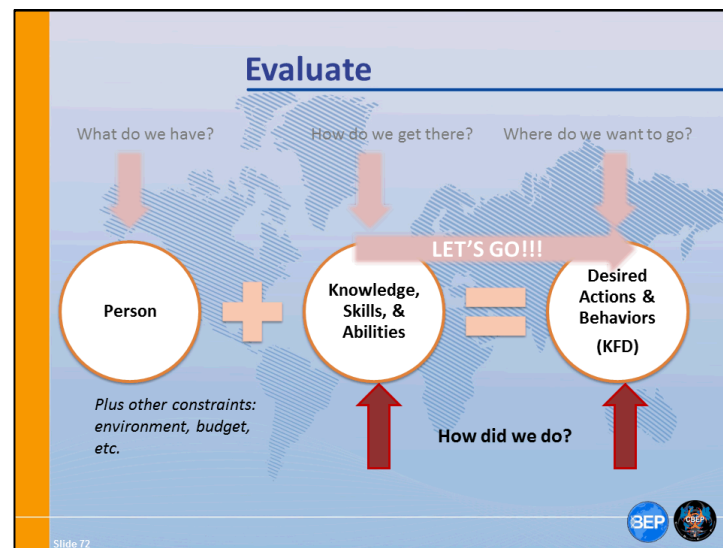 Evaluate
What do we have?
How do we get there?
Where do we want to go?
LET'S GO!!!
Person
Knowledge,
Skills, &
Abilities
Desired
Actions &
Behaviors
(KFD)
Plus other constraints:
environment, budget,
etc.
How did we do?
BEP
CBEP
Slide 72